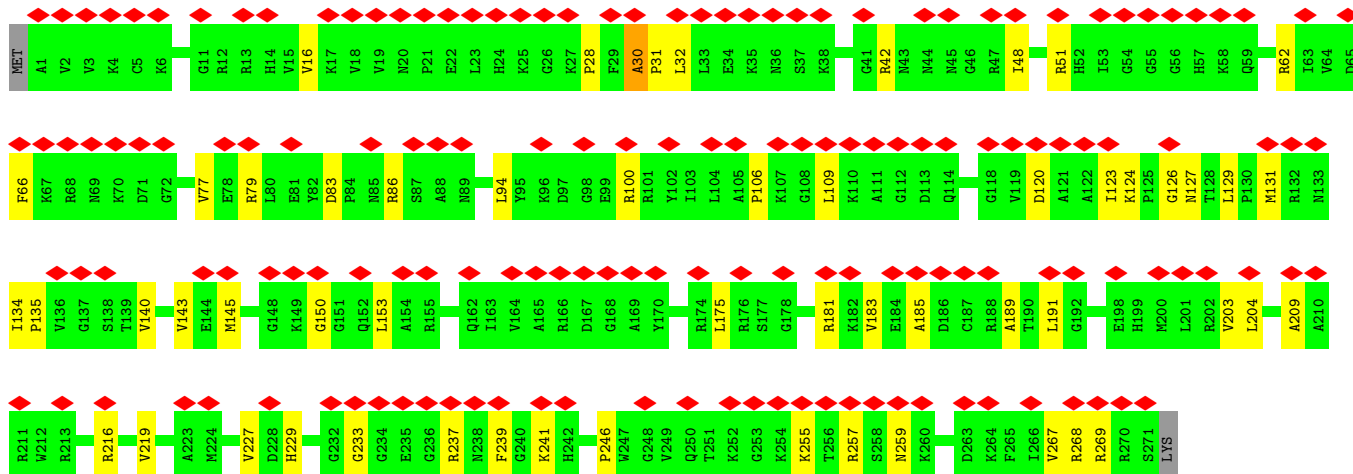 MET A1 V2 V3 K4 C5 K6 G11 R12 R13 H14 V15 V16 K17 V18 V19 N20 P21 E22 L23 H24 K25 G26 K27 P28 F29 A30 P31 L32 L33 E34 K35 N36 S37 K38 G41 R42 N43 N44 N45 G46 R47 I48 R51 H52 I53 G54 G55 G56 H57 K58 Q59 R62 I63 V64 D65
F66 K67 R68 N69 K70 D71 G72 V77 E78 R79 L80 E81 Y82 D83 P84 N85 R86 S87 A88 N89 L94 Y95 K96 D97 G98 E99 R100 R101 Y102 I103 L104 A105 P106 K107 G108 L109 K110 A111 G112 D113 Q114 G118 V119 D120 A121 A122 I123 K124 P125 G126 N127 T128 L129 P130 M131 R132 N133
I134 P135 V136 G137 S138 T139 V140 V143 E144 M145 G148 K149 G150 G151 Q152 L153 A154 R155 Q162 I163 V164 A165 R166 D167 G168 A169 Y170 R174 L175 R176 S177 G178 R181 K182 V183 E184 A185 D186 C187 R188 A189 T190 L191 G192 E198 H199 M200 L201 R202 V203 L204 A209 A210
R211 W212 R213 R216 V219 A223 M224 V227 D228 H229 G232 G233 G234 E235 G236 R237 N238 F239 G240 K241 H242 P246 W247 G248 V249 Q250 T251 K252 G253 K254 K255 T256 R257 S258 N259 K260 D263 K264 F265 I266 V267 R268 R269 R270 S271 LYS